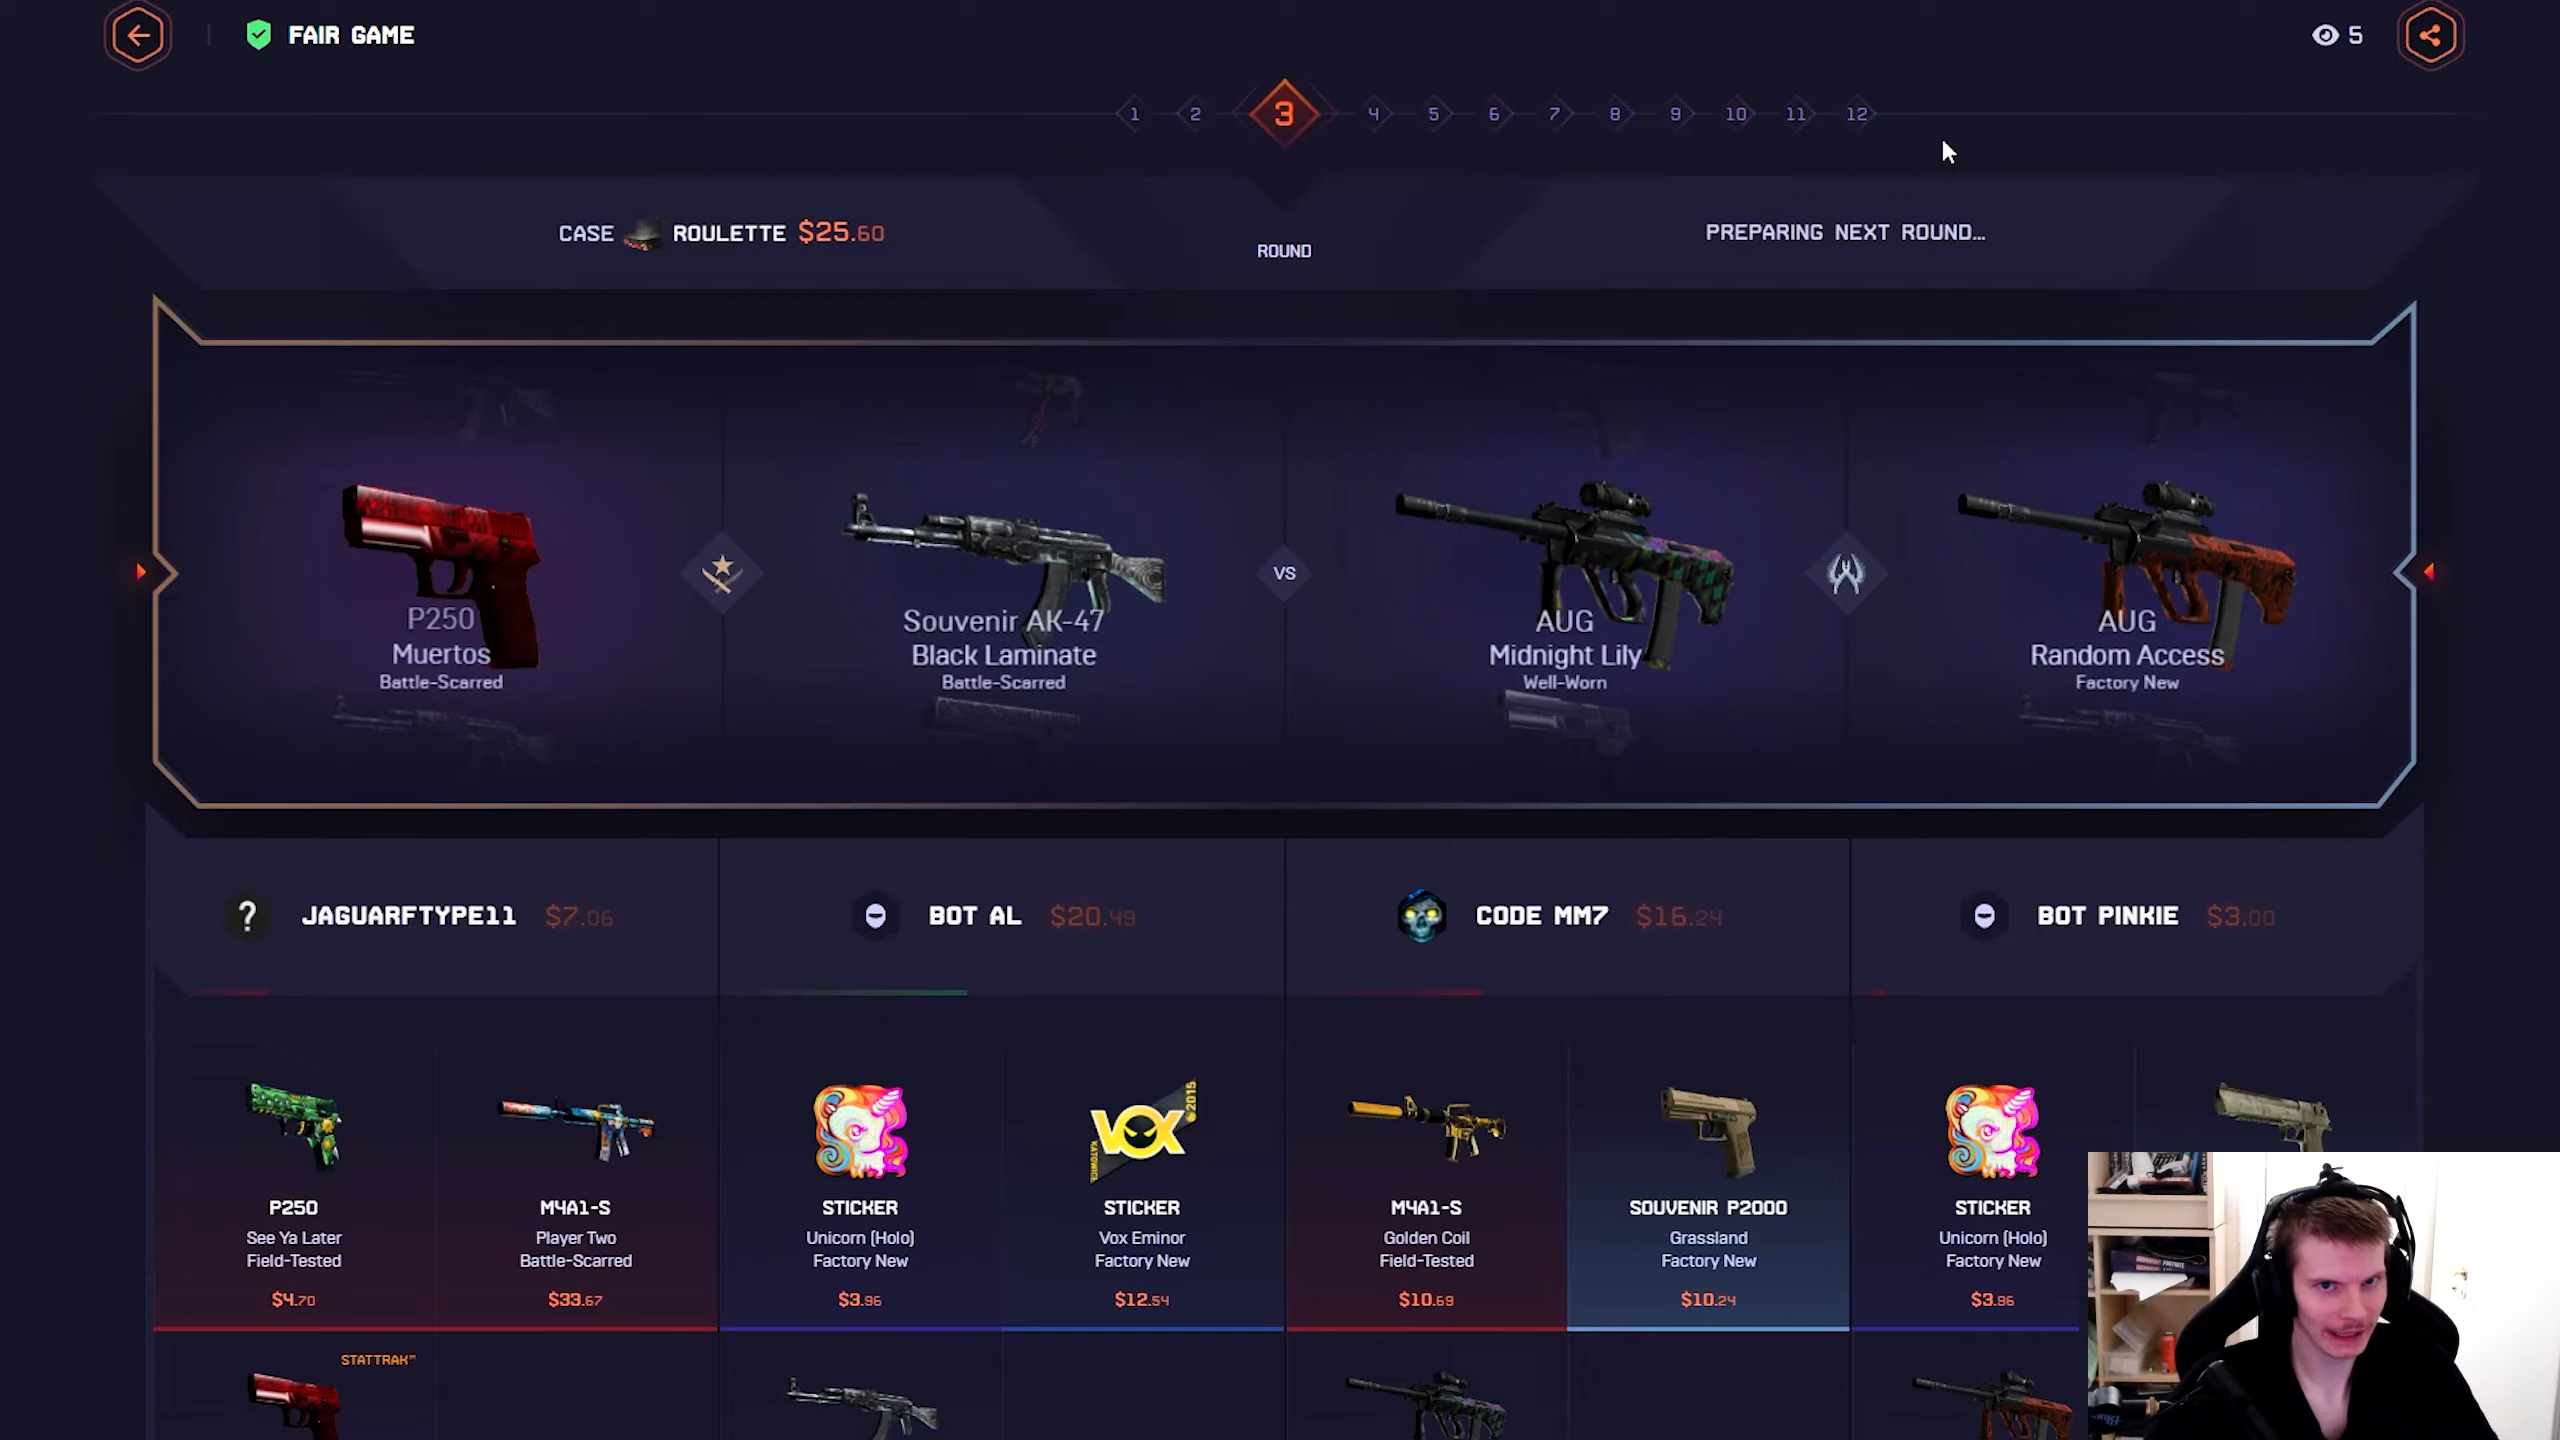 FAIR GAME
5
1 2 3 4 5 6 7 8 9 10 11 12
CASE ROULETTE $25.60
ROUND
PREPARING NEXT ROUND...
P250
Muertos
Battle-Scarred
Souvenir AK-47
Black Laminate
Battle-Scarred
VS
AUG
Midnight Lily
Well-Worn
AUG
Random Access
Factory New
? JAGUARFTYPE11 $7.06
BOT AL $20.49
CODE MM7 $16.24
BOT PINKIE $3.00
VOX
KATOWICE
2015
P250
See Ya Later
Field-Tested
$4.70
M4A1-S
Player Two
Battle-Scarred
$33.67
STICKER
Unicorn (Holo)
Factory New
$3.96
STICKER
Vox Eminor
Factory New
$12.54
M4A1-S
Golden Coil
Field-Tested
$10.69
SOUVENIR P2000
Grassland
Factory New
$10.24
STICKER
Unicorn (Holo)
Factory New
$3.96
STATTRAK™